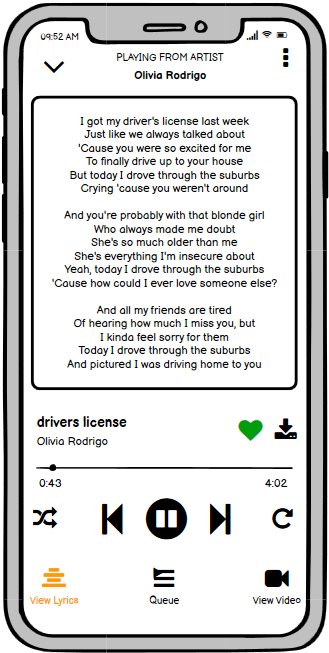 09:52 AM
PLAYING FROM ARTIST
Olivia Rodrigo
I got my driver's license last week
Just like we always talked about
'Cause you were so excited for me
To finally drive up to your house
But today I drove through the suburbs
Crying 'cause you weren't around
And you're probably with that blonde girl
Who always made me doubt
She's so much older than me
She's everything I'm insecure about
Yeah, today I drove through the suburbs
'Cause how could I ever love someone else?
And all my friends are tired
Of hearing how much I miss you, but
I kinda feel sorry for them
Today I drove through the suburbs
And pictured I was driving home to you
drivers license
Olivia Rodrigo
0:43 4:02
View Lyrics Queue View Video